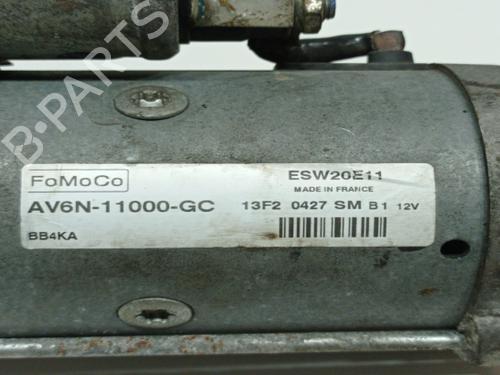 B-PARTS
FoMoCo
ESW20E11
MADE IN FRANCE
AV6N-11000-GC 13F2 0427 SM B1 12V
BB4KA